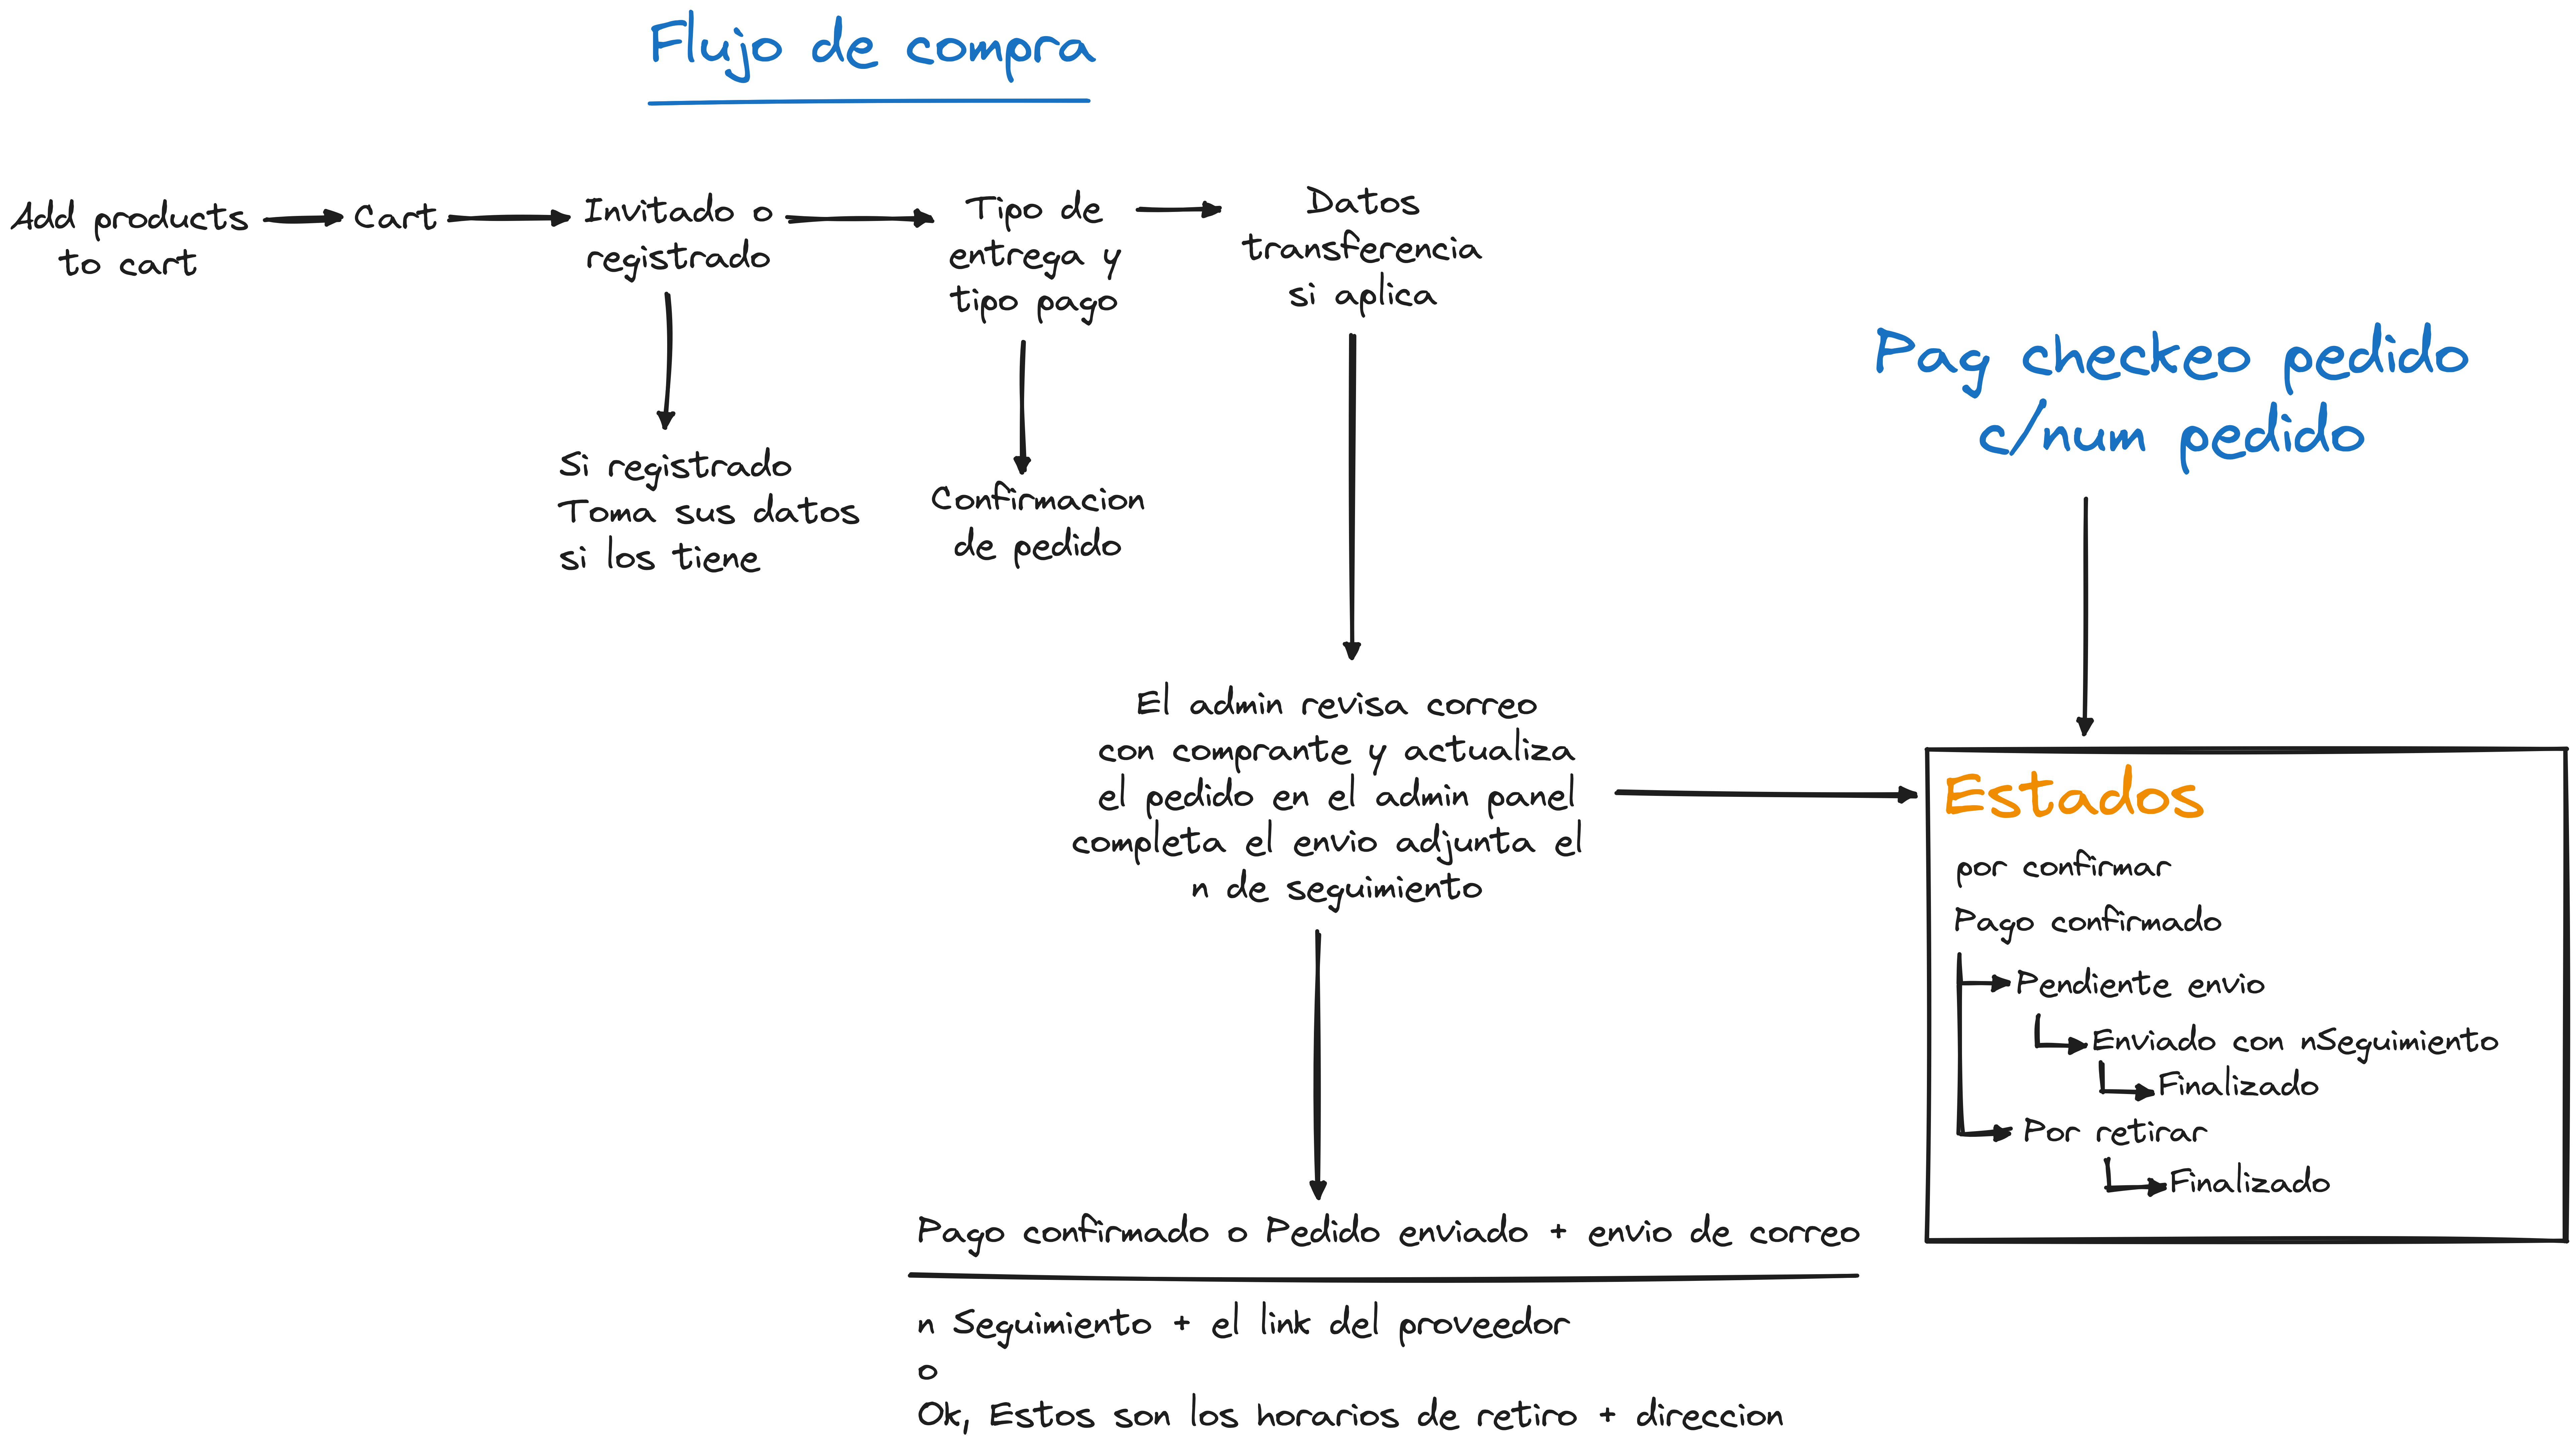 Flujo de compra
Add products
to cart
Cart
Invitado o
registrado
Tipo de
entrega y
tipo pago
Datos
transferencia
si aplica
Si registrado
Toma sus datos
si los tiene
Confirmacion
de pedido
El admin revisa correo
con comprante y actualiza
el pedido en el admin panel
completa el envio adjunta el
n de seguimiento
Pago confirmado o Pedido enviado + envio de correo
n Seguimiento + el link del proveedor
o
Ok, Estos son los horarios de retiro + direccion
Pag checkeo pedido
c/num pedido
Estados
por confirmar
Pago confirmado
Pendiente envio
Enviado con nSeguimiento
Finalizado
Por retirar
Finalizado